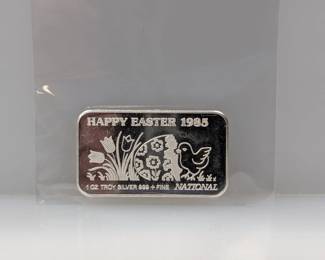 HAPPY EASTER 1985
1 OZ TROY SILVER 999 + FINE NATIONAL